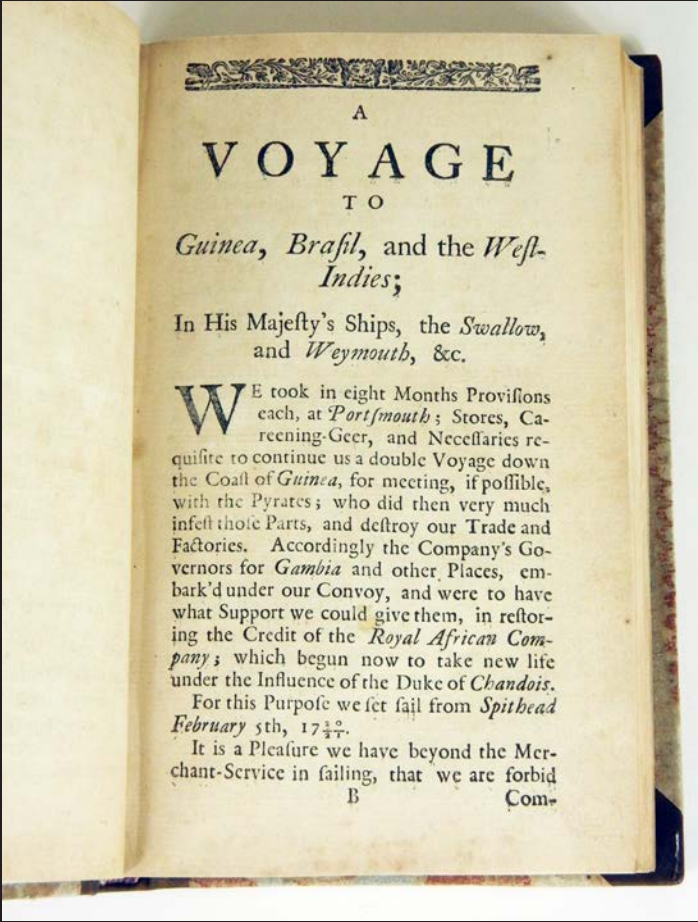 A
VOYAGE
TO
Guinea, Braſil, and the Weſt-
Indies;
In His Majeſty's Ships, the Swallow,
and Weymouth, &c.
WE took in eight Months Proviſions
each, at Portſmouth; Stores, Ca-
reening-Geer, and Neceſſaries re-
quiſite to continue us a double Voyage down
the Coaſt of Guinea, for meeting, if poſſible,
with the Pyrates; who did then very much
infeſt thoſe Parts, and deſtroy our Trade and
Factories. Accordingly the Company's Go-
vernors for Gambia and other Places, em-
bark'd under our Convoy, and were to have
what Support we could give them, in reſtor-
ing the Credit of the Royal African Com-
pany; which begun now to take new life
under the Influence of the Duke of Chandois.
For this Purpoſe we ſet ſail from Spithead
February 5th, 17 20/21.
It is a Pleaſure we have beyond the Mer-
chant-Service in ſailing, that we are forbid
B Com-